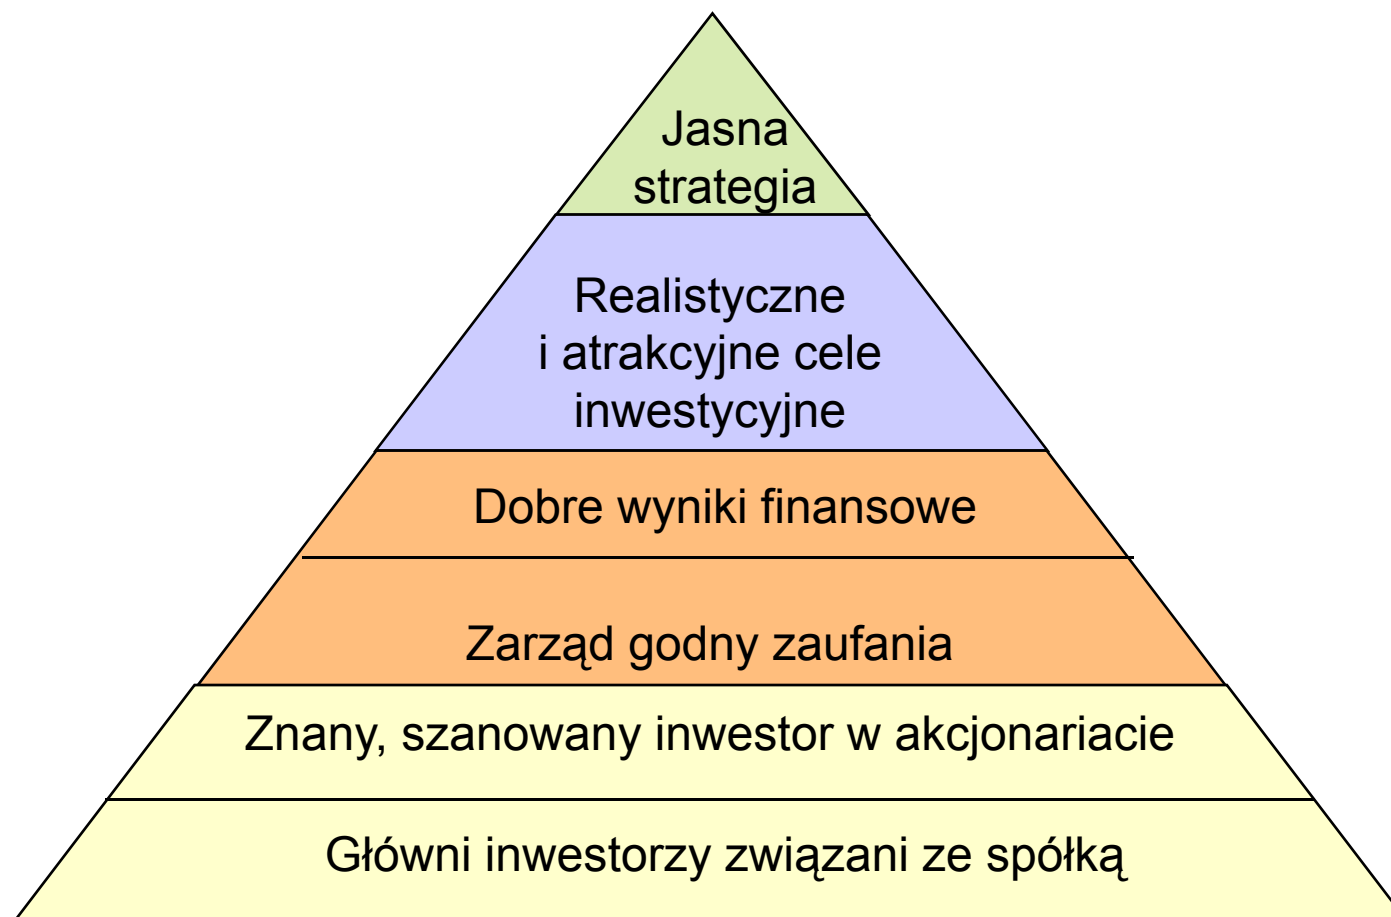 Jasna
strategia
Realistyczne
i atrakcyjne cele
inwestycyjne
Dobre wyniki finansowe
Zarząd godny zaufania
Znany, szanowany inwestor w akcjonariacie
Główni inwestorzy związani ze spółką